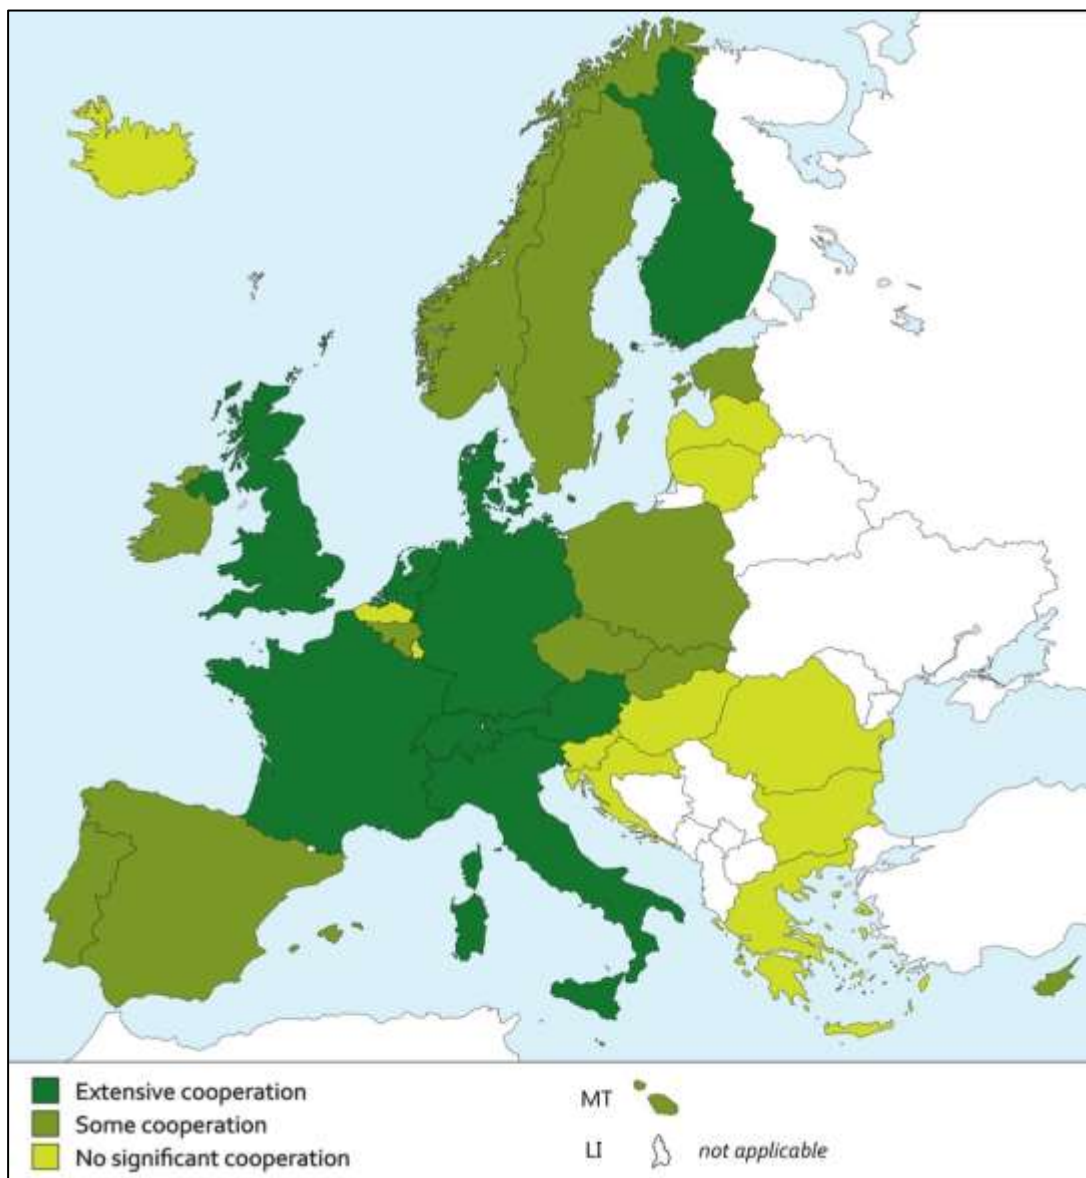 Extensive cooperation
Some cooperation
No significant cooperation
MT
LI not applicable